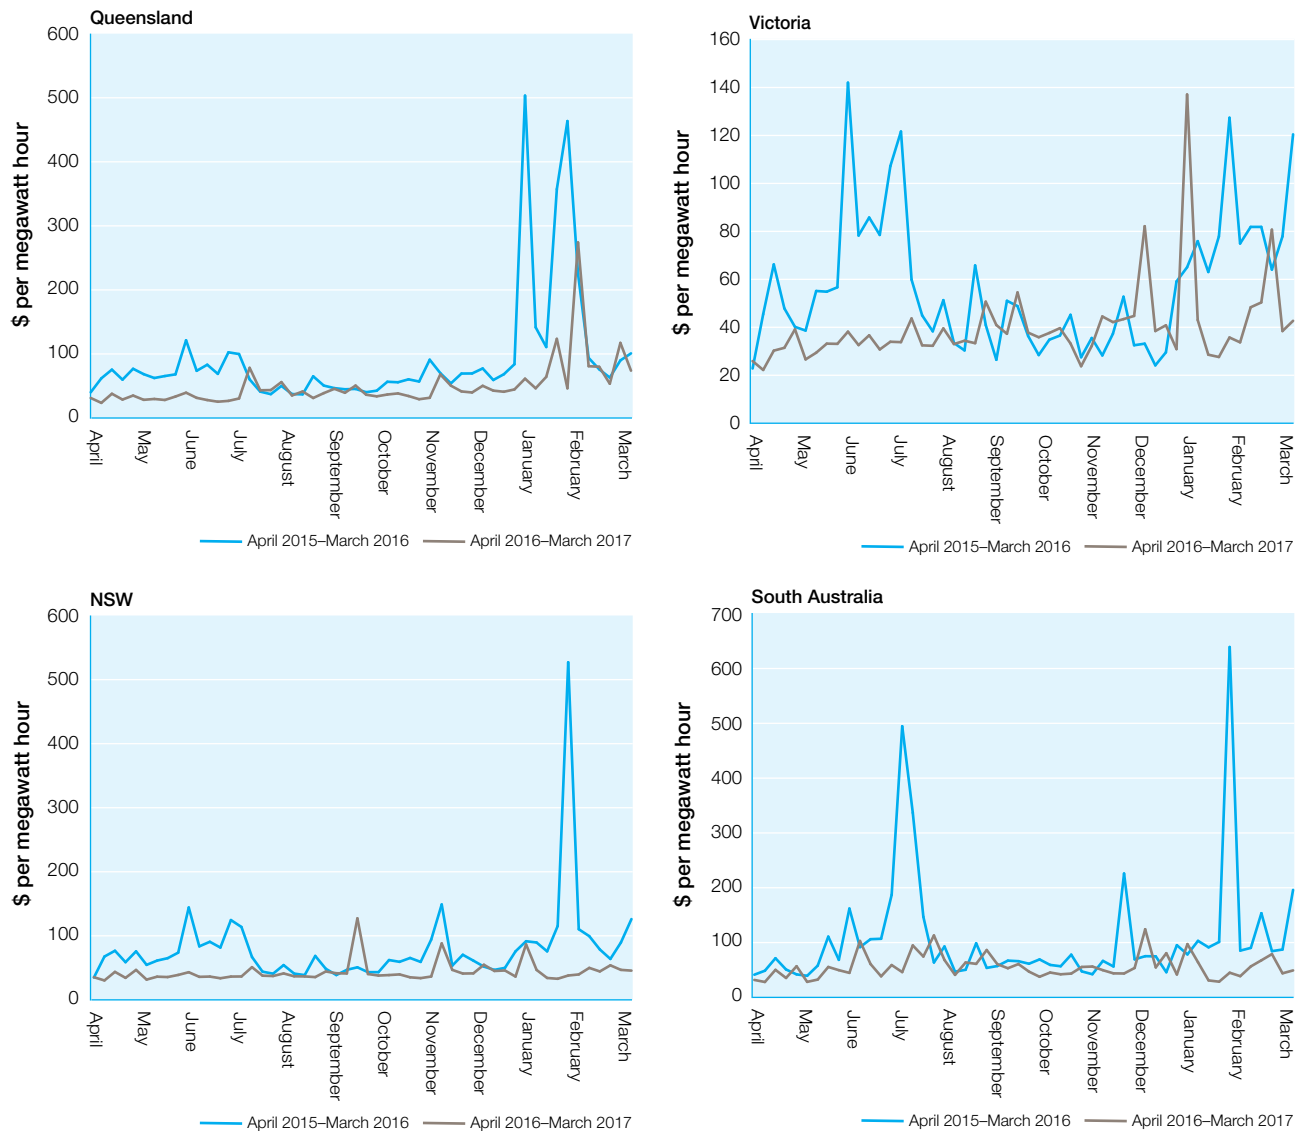 Queensland
$ per megawatt hour
600
500
400
300
200
100
0
April
May
June
July
August
September
October
November
December
January
February
March
April 2015–March 2016
April 2016–March 2017
Victoria
$ per megawatt hour
160
140
120
100
80
60
40
20
0
April
May
June
July
August
September
October
November
December
January
February
March
April 2015–March 2016
April 2016–March 2017
NSW
$ per megawatt hour
600
500
400
300
200
100
0
April
May
June
July
August
September
October
November
December
January
February
March
April 2015–March 2016
April 2016–March 2017
South Australia
$ per megawatt hour
700
600
500
400
300
200
100
0
April
May
June
July
August
September
October
November
December
January
February
March
April 2015–March 2016
April 2016–March 2017